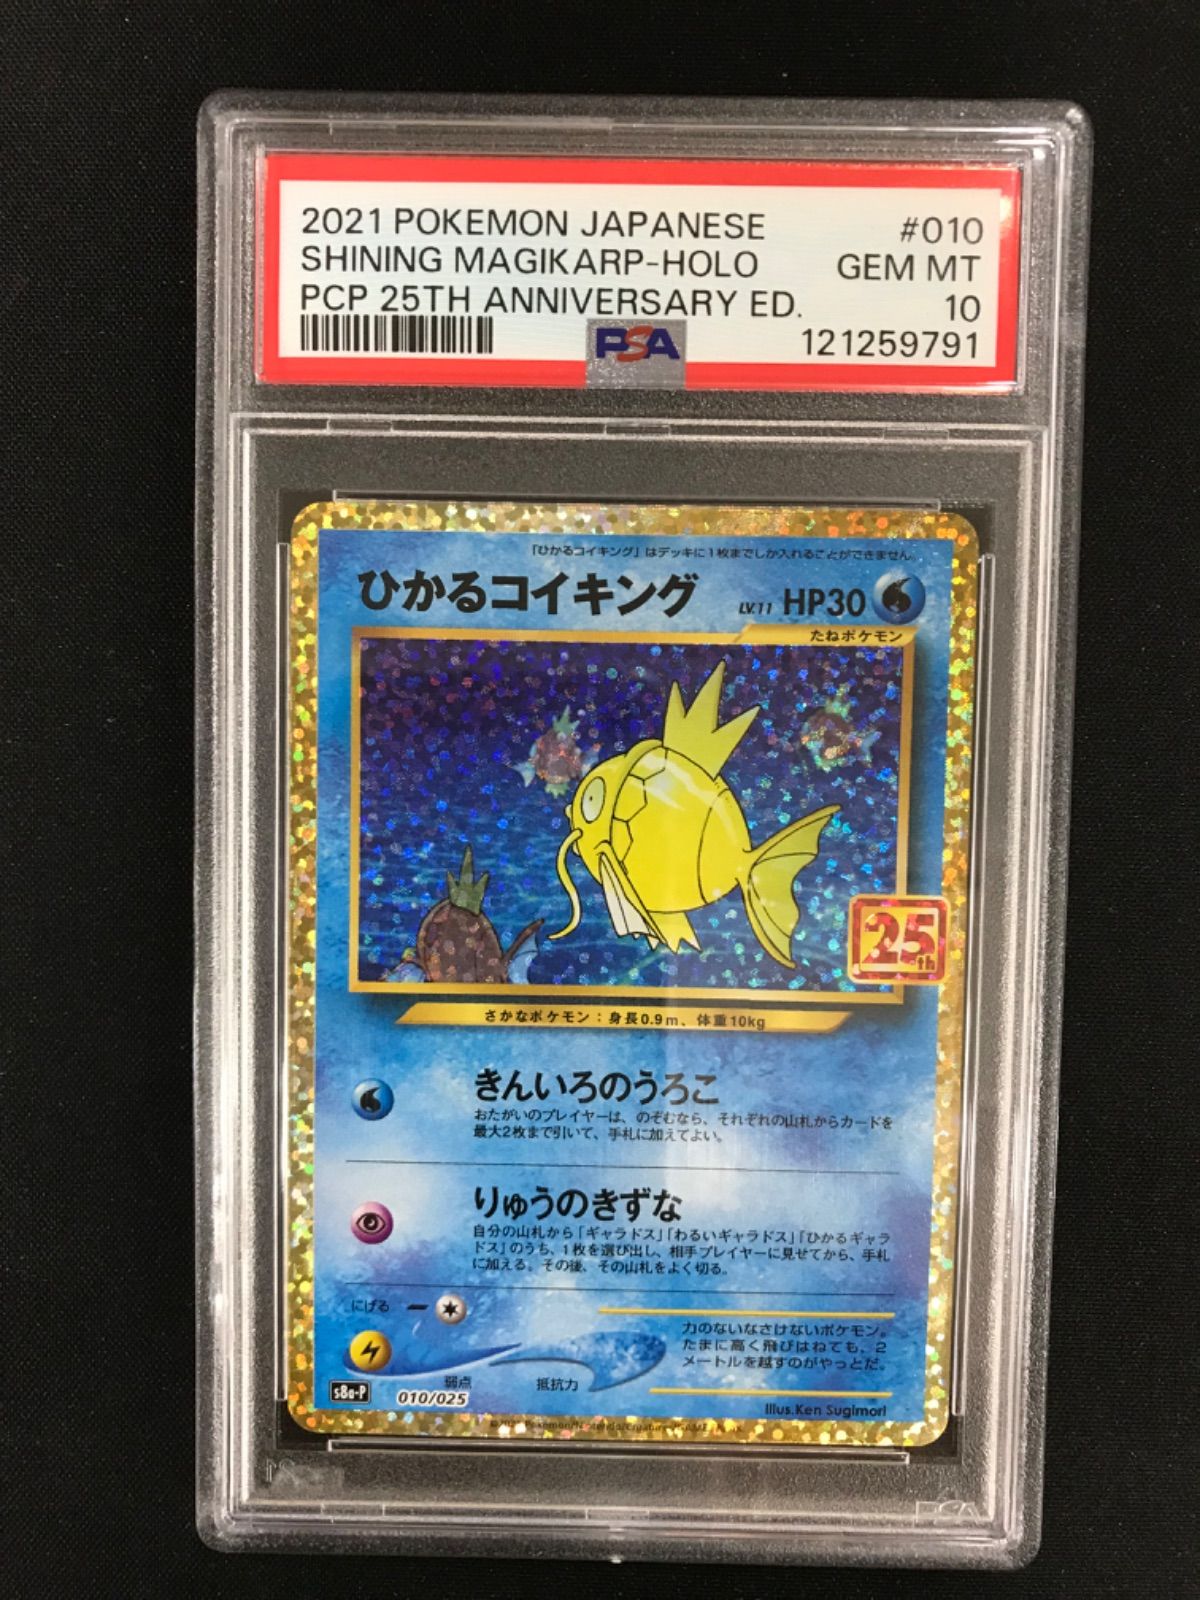 2021 POKEMON JAPANESE #010
SHINING MAGIKARP-HOLO GEM MT
PCP 25TH ANNIVERSARY ED. 10
PSA 121259791
「ひかるコイキング」はデッキに1枚までしか入れることができません。
ひかるコイキング LV.11 HP30
たねポケモン
25th
さかなポケモン：身長0.9m、体重10kg
きんいろのうろこ
おたがいのプレイヤーは、のぞむなら、それぞれの山札からカードを
最大2枚まで引いて、手札に加えてよい。
りゅうのきずな
自分の山札から「ギャラドス」「わるいギャラドス」「ひかるギャラ
ドス」のうち、1枚を選び出し、相手プレイヤーに見せてから、手札
に加える。その後、その山札をよく切る。
にげる
力のないなさけないポケモン。
たまに高く飛びはねても、2
メートルを越すのがやっとだ。
弱点 抵抗力
s8a-P 010/025
Illus.Ken Sugimori
PSA